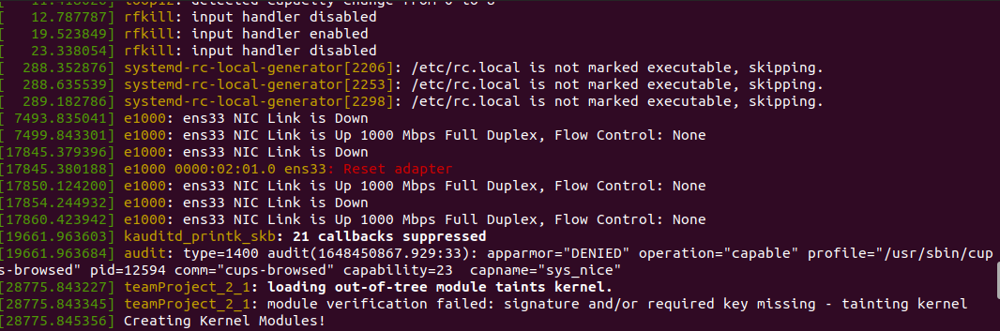 [   12.787787] rfkill: input handler disabled
[   19.523849] rfkill: input handler enabled
[   23.338054] rfkill: input handler disabled
[  288.352876] systemd-rc-local-generator[2206]: /etc/rc.local is not marked executable, skipping.
[  288.635539] systemd-rc-local-generator[2253]: /etc/rc.local is not marked executable, skipping.
[  289.182786] systemd-rc-local-generator[2298]: /etc/rc.local is not marked executable, skipping.
[ 7493.835041] e1000: ens33 NIC Link is Down
[ 7499.843301] e1000: ens33 NIC Link is Up 1000 Mbps Full Duplex, Flow Control: None
[17845.379396] e1000: ens33 NIC Link is Down
[17845.380188] e1000 0000:02:01.0 ens33: Reset adapter
[17850.124200] e1000: ens33 NIC Link is Up 1000 Mbps Full Duplex, Flow Control: None
[17854.244932] e1000: ens33 NIC Link is Down
[17860.423942] e1000: ens33 NIC Link is Up 1000 Mbps Full Duplex, Flow Control: None
[19661.963603] kauditd_printk_skb: 21 callbacks suppressed
[19661.963684] audit: type=1400 audit(1648450867.929:33): apparmor="DENIED" operation="capable" profile="/usr/sbin/cup
s-browsed" pid=12594 comm="cups-browsed" capability=23  capname="sys_nice"
[28775.843227] teamProject_2_1: loading out-of-tree module taints kernel.
[28775.843345] teamProject_2_1: module verification failed: signature and/or required key missing - tainting kernel
[28775.845356] Creating Kernel Modules!